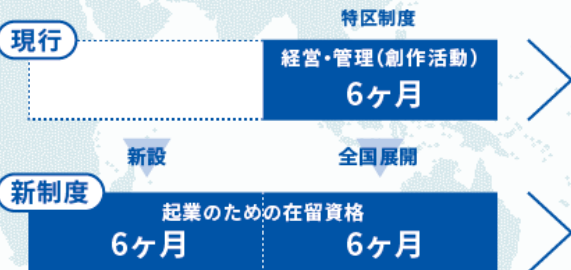 特区制度
現行
経営・管理(創作活動)
6ヶ月
新設
全国展開
新制度
起業のための在留資格
6ヶ月
6ヶ月